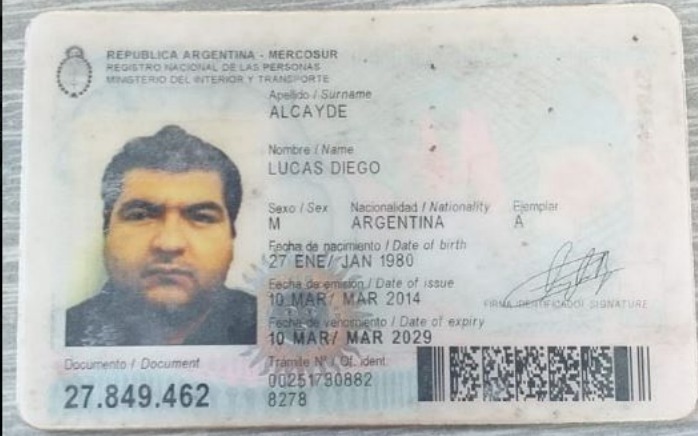 REPUBLICA ARGENTINA - MERCOSUR
REGISTRO NACIONAL DE LAS PERSONAS
MINISTERIO DEL INTERIOR Y TRANSPORTE
Apellido / Surname
ALCAYDE
Nombre / Name
LUCAS DIEGO
Sexo / Sex Nacionalidad / Nationality Ejemplar
M ARGENTINA A
Fecha de nacimiento / Date of birth
27 ENE/ JAN 1980
Fecha de emisión / Date of issue
10 MAR/ MAR 2014
FIRMA IDENTIFICADO / SIGNATURE
Fecha de vencimiento / Date of expiry
10 MAR/ MAR 2029
Documento / Document
27.849.462
Trámite Nº / Of. ident.
00251730882
8278